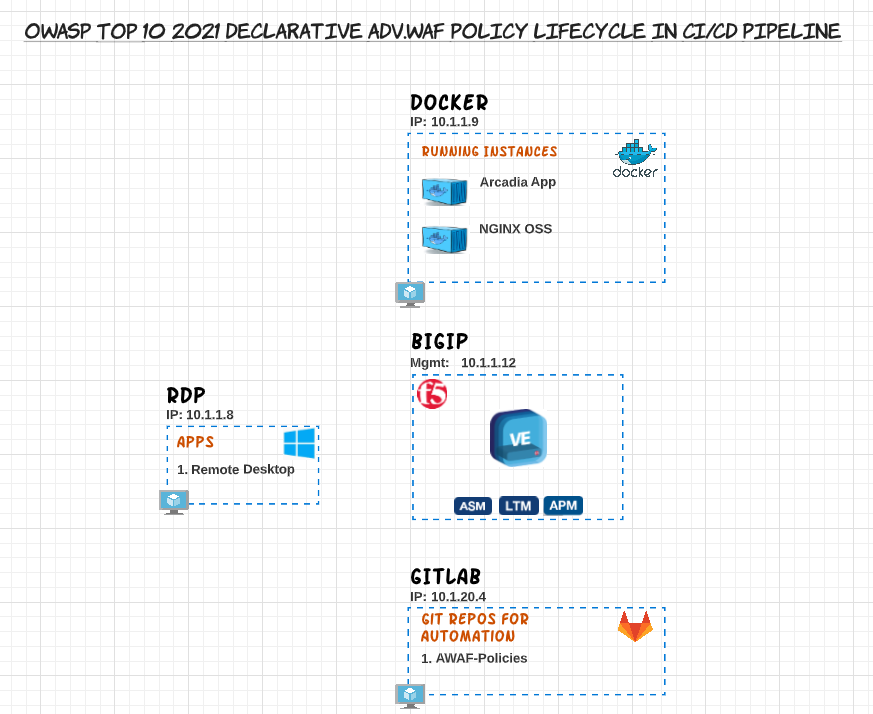 OWASP TOP 10 2021 DECLARATIVE ADV.WAF POLICY LIFECYCLE IN CI/CD PIPELINE
DOCKER
IP: 10.1.1.9
RUNNING INSTANCES
docker
Arcadia App
NGINX OSS
BIGIP
Mgmt: 10.1.1.12
f5
VE
ASM LTM APM
RDP
IP: 10.1.1.8
APPS
1. Remote Desktop
GITLAB
IP: 10.1.20.4
GIT REPOS FOR
AUTOMATION
1. AWAF-Policies